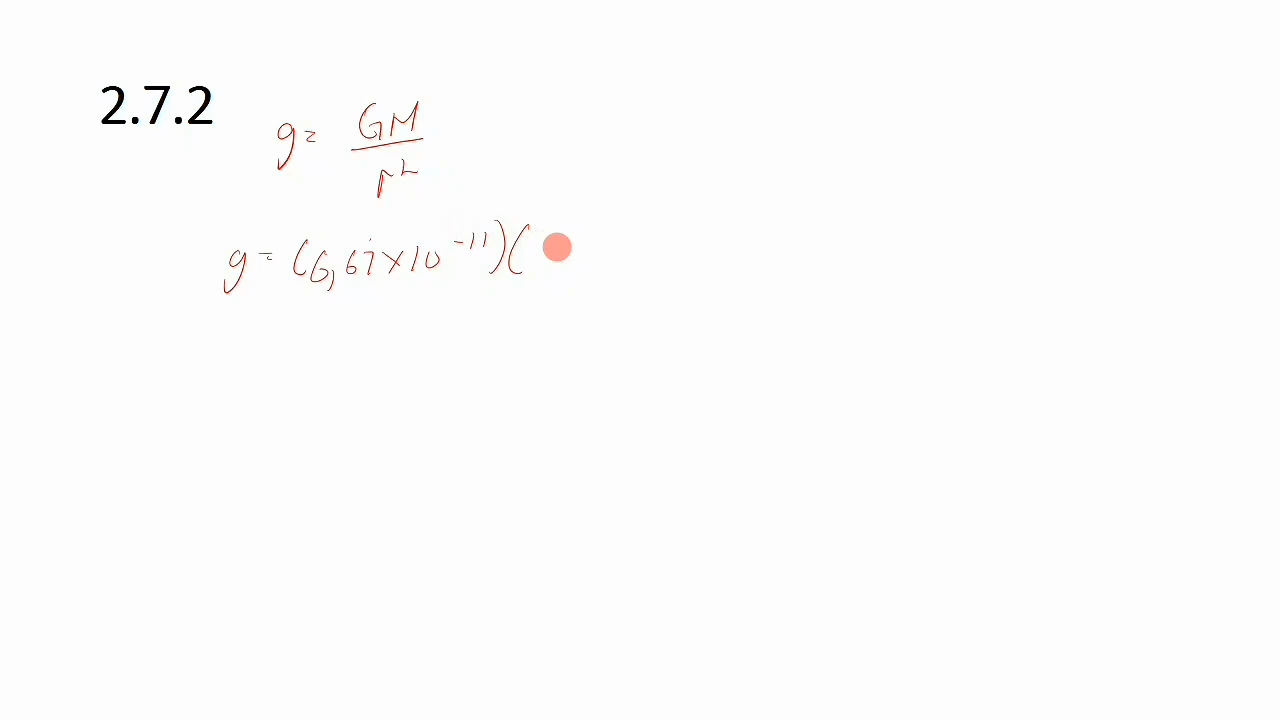 2.7.2
g = GM / r²
g = (6,67×10⁻¹¹)(